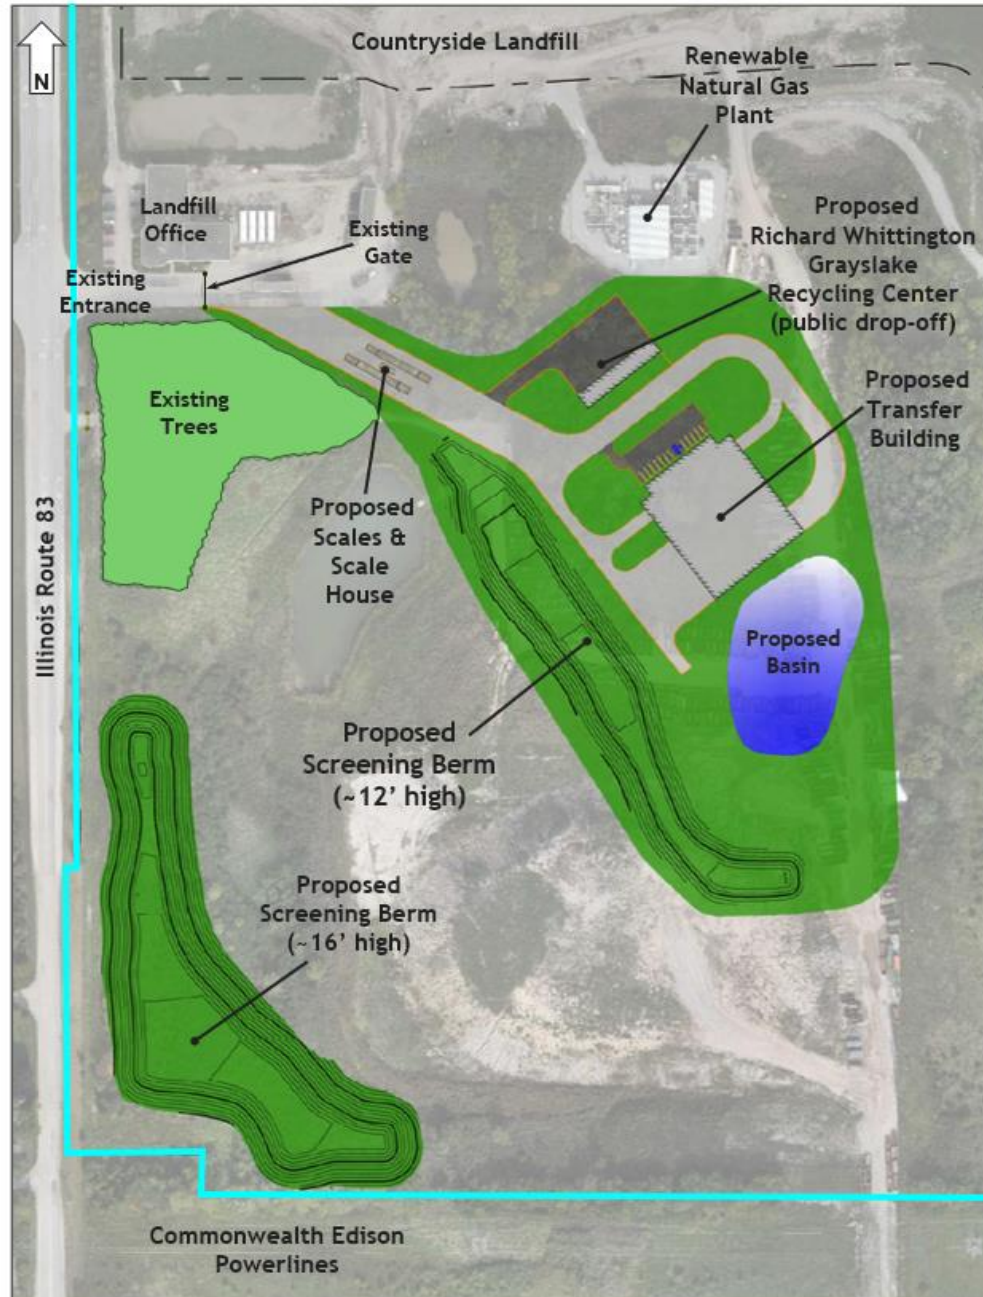 Countryside Landfill
Renewable
Natural Gas
Plant
N
Landfill
Office
Existing
Gate
Proposed
Richard Whittington
Grayslake
Recycling Center
(public drop-off)
Existing
Entrance
Existing
Trees
Proposed
Transfer
Building
Proposed
Scales &
Scale
House
Illinois Route 83
Proposed
Basin
Proposed
Screening Berm
(~12' high)
Proposed
Screening Berm
(~16' high)
Commonwealth Edison
Powerlines